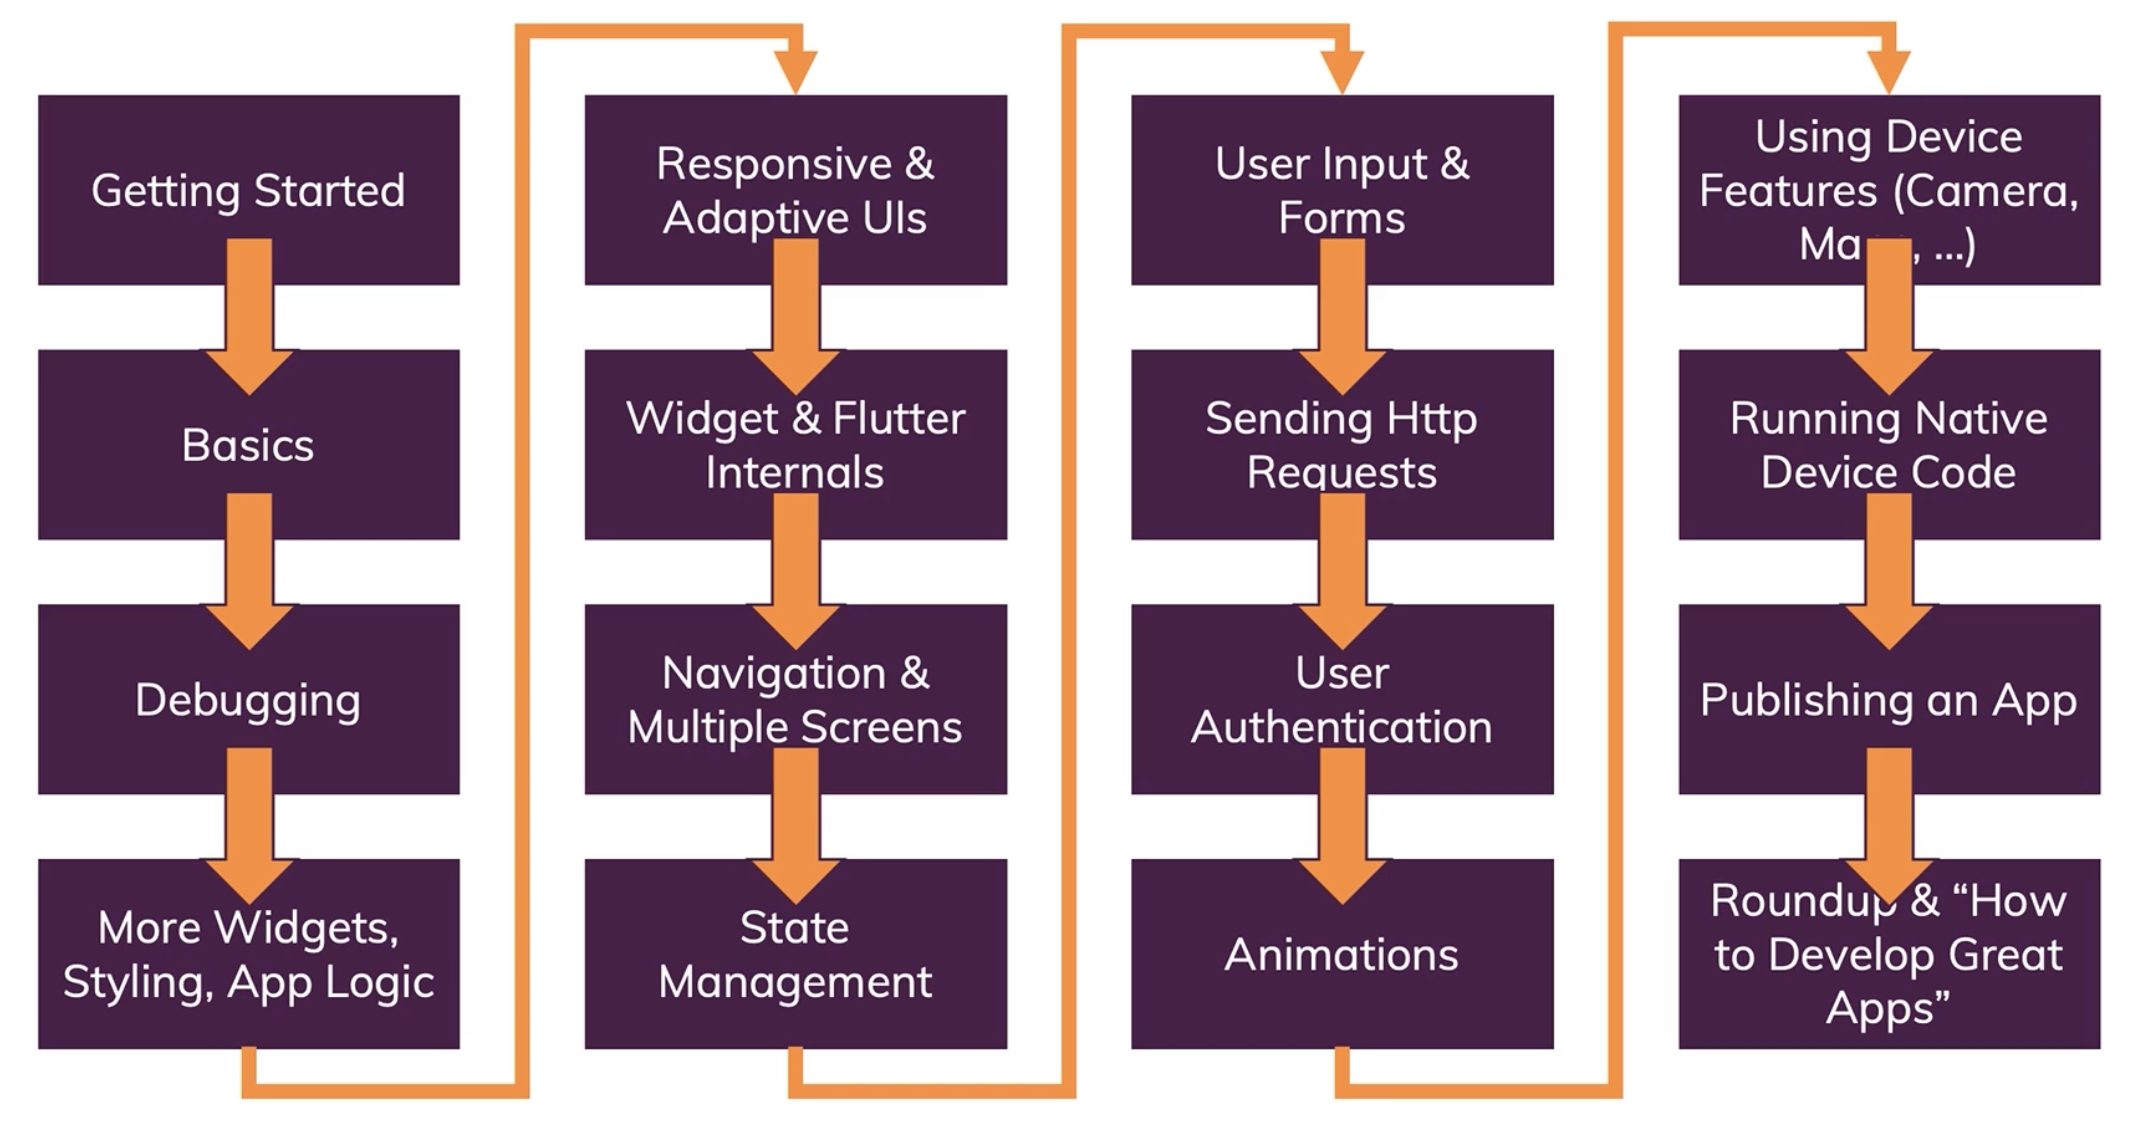 Getting Started
Basics
Debugging
More Widgets,
Styling, App Logic
Responsive &
Adaptive UIs
Widget & Flutter
Internals
Navigation &
Multiple Screens
State
Management
User Input &
Forms
Sending Http
Requests
User
Authentication
Animations
Using Device
Features (Camera,
...)
Running Native
Device Code
Publishing an App
Roundup & “How
to Develop Great
Apps”